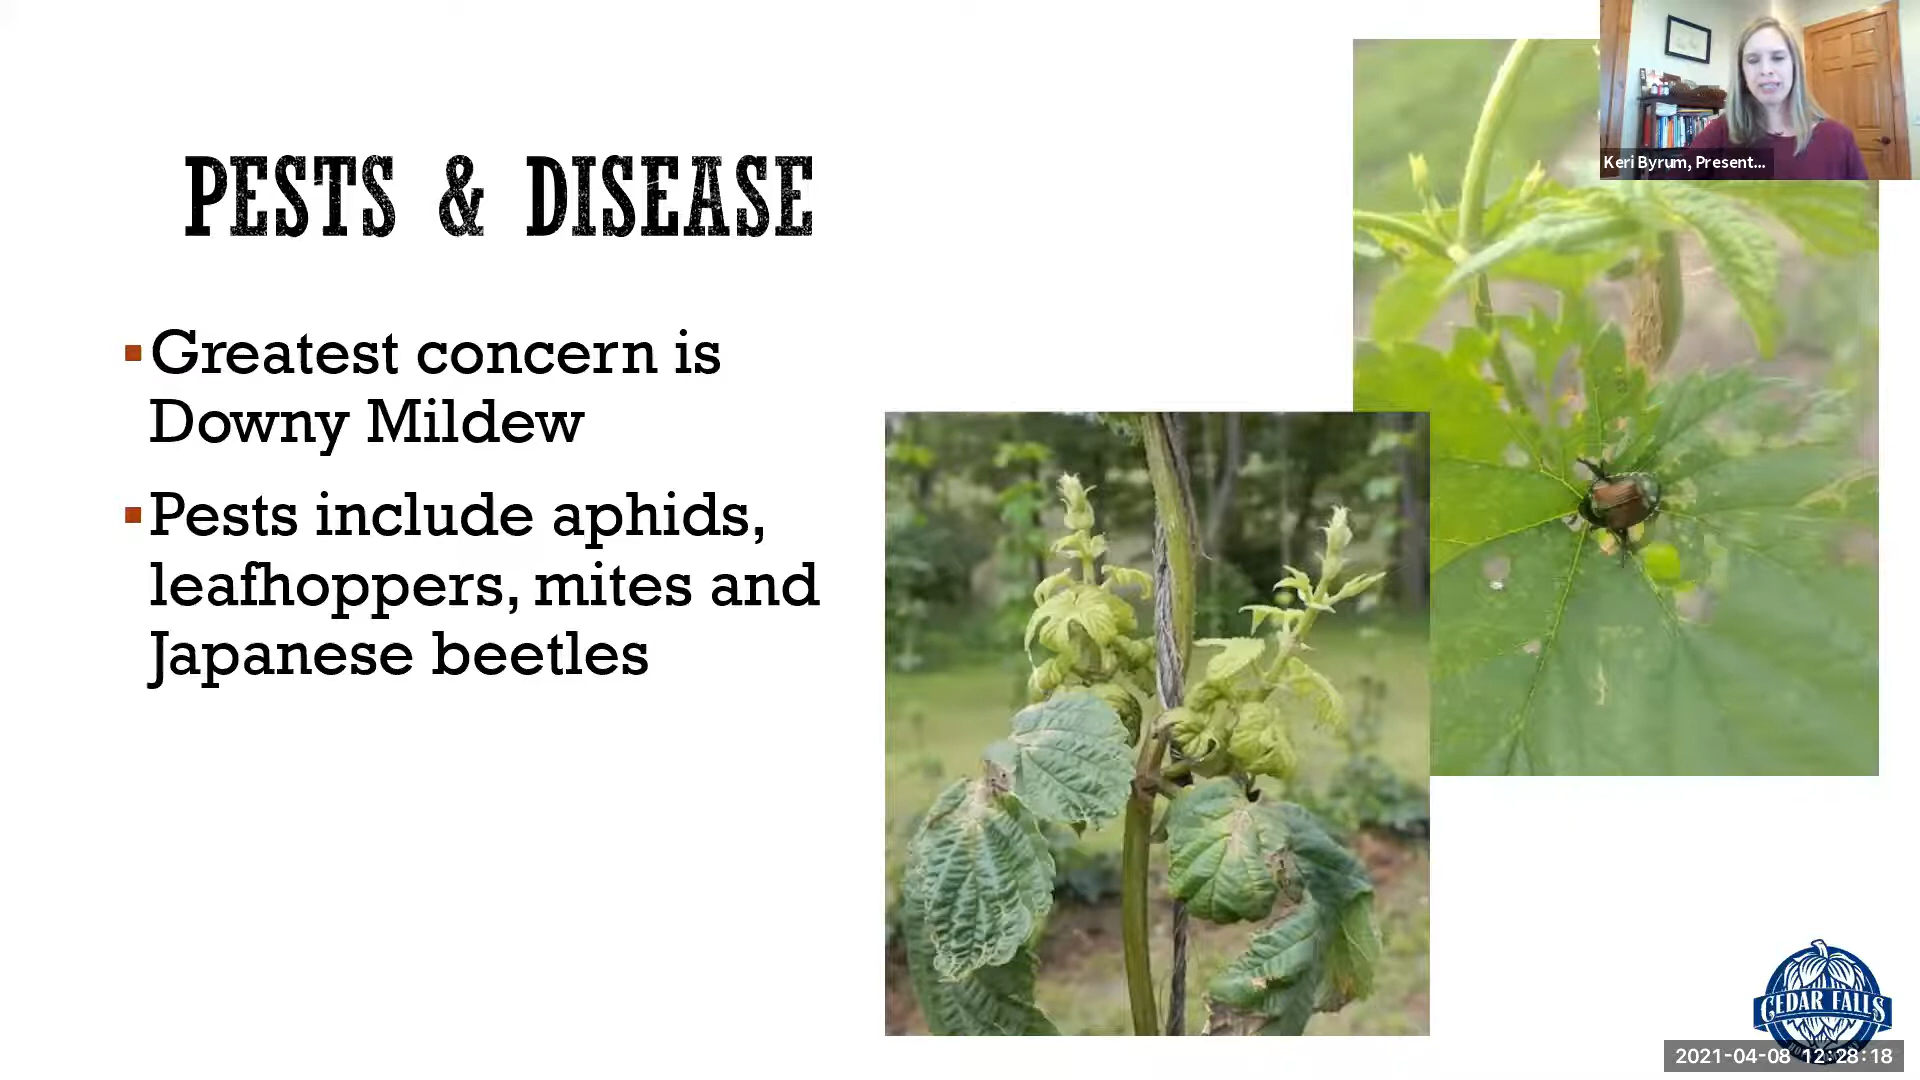 Keri Byrum, Present...
PESTS & DISEASE
▪Greatest concern is
Downy Mildew
▪Pests include aphids,
leafhoppers, mites and
Japanese beetles
CEDAR FALLS
2021-04-08 12:28:18